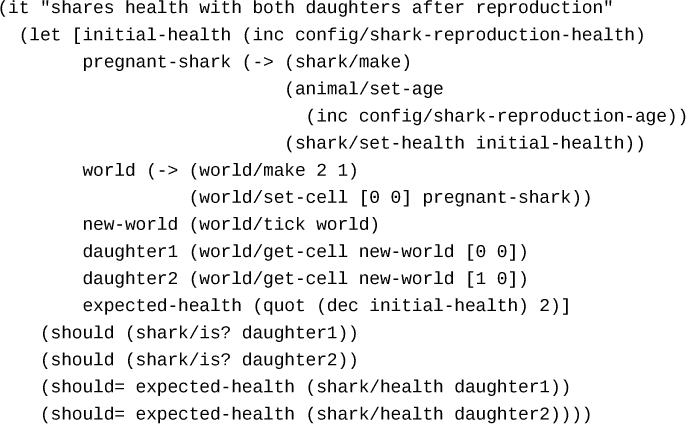 (it "shares health with both daughters after reproduction"
  (let [initial-health (inc config/shark-reproduction-health)
        pregnant-shark (-> (shark/make)
                           (animal/set-age
                             (inc config/shark-reproduction-age))
                           (shark/set-health initial-health))
        world (-> (world/make 2 1)
                  (world/set-cell [0 0] pregnant-shark))
        new-world (world/tick world)
        daughter1 (world/get-cell new-world [0 0])
        daughter2 (world/get-cell new-world [1 0])
        expected-health (quot (dec initial-health) 2)]
    (should (shark/is? daughter1))
    (should (shark/is? daughter2))
    (should= expected-health (shark/health daughter1))
    (should= expected-health (shark/health daughter2))))